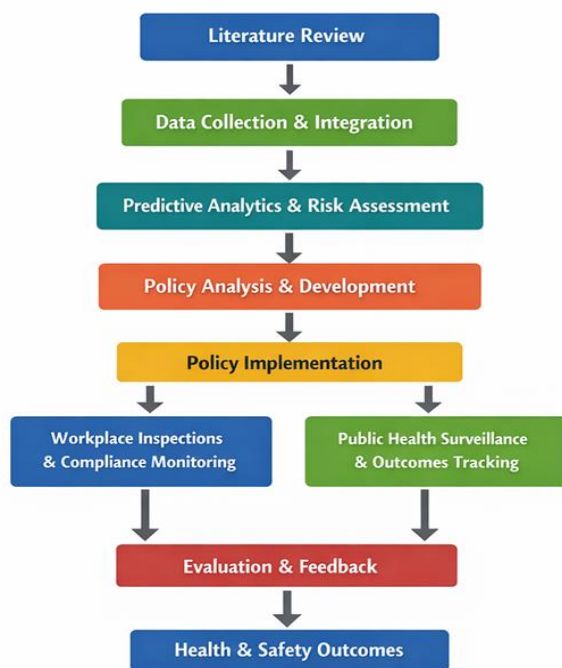 Literature Review
Data Collection & Integration
Predictive Analytics & Risk Assessment
Policy Analysis & Development
Policy Implementation
Workplace Inspections
& Compliance Monitoring
Public Health Surveillance
& Outcomes Tracking
Evaluation & Feedback
Health & Safety Outcomes